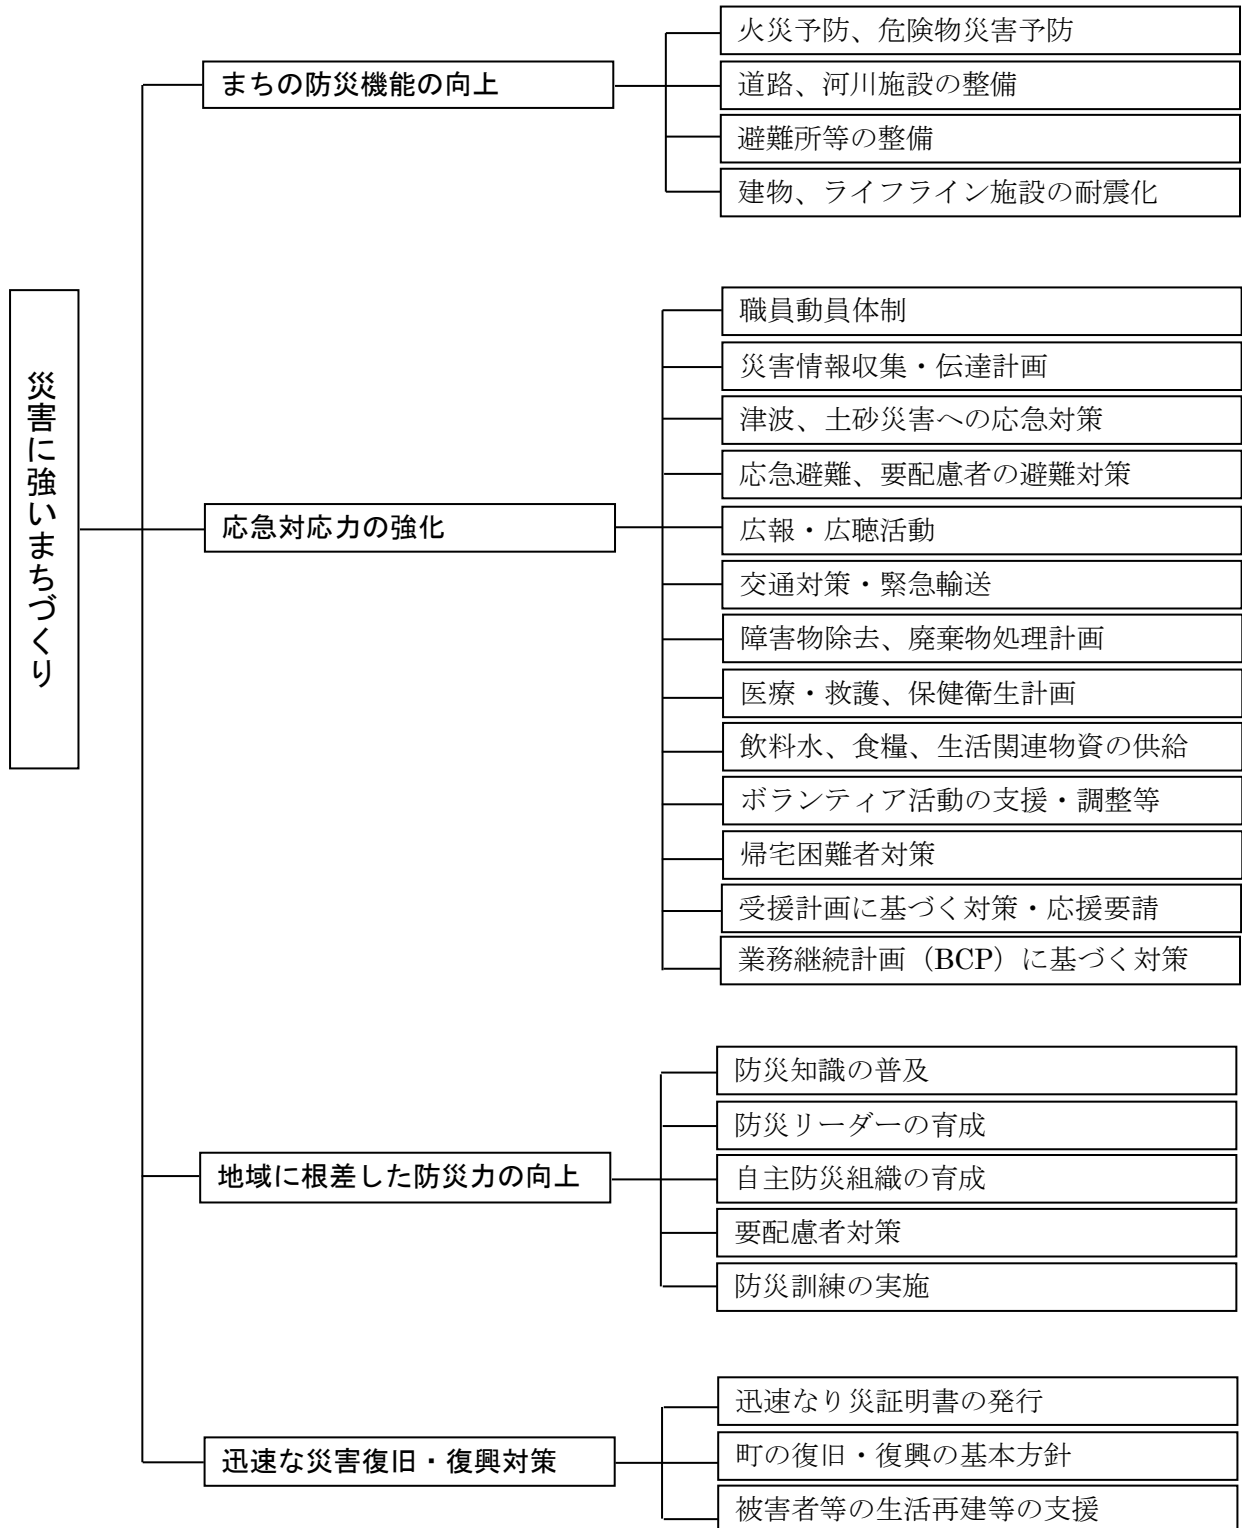 災害に強いまちづくり
まちの防災機能の向上
火災予防、危険物災害予防
道路、河川施設の整備
避難所等の整備
建物、ライフライン施設の耐震化
応急対応力の強化
職員動員体制
災害情報収集・伝達計画
津波、土砂災害への応急対策
応急避難、要配慮者の避難対策
広報・広聴活動
交通対策・緊急輸送
障害物除去、廃棄物処理計画
医療・救護、保健衛生計画
飲料水、食糧、生活関連物資の供給
ボランティア活動の支援・調整等
帰宅困難者対策
受援計画に基づく対策・応援要請
業務継続計画（BCP）に基づく対策
地域に根差した防災力の向上
防災知識の普及
防災リーダーの育成
自主防災組織の育成
要配慮者対策
防災訓練の実施
迅速な災害復旧・復興対策
迅速なり災証明書の発行
町の復旧・復興の基本方針
被害者等の生活再建等の支援